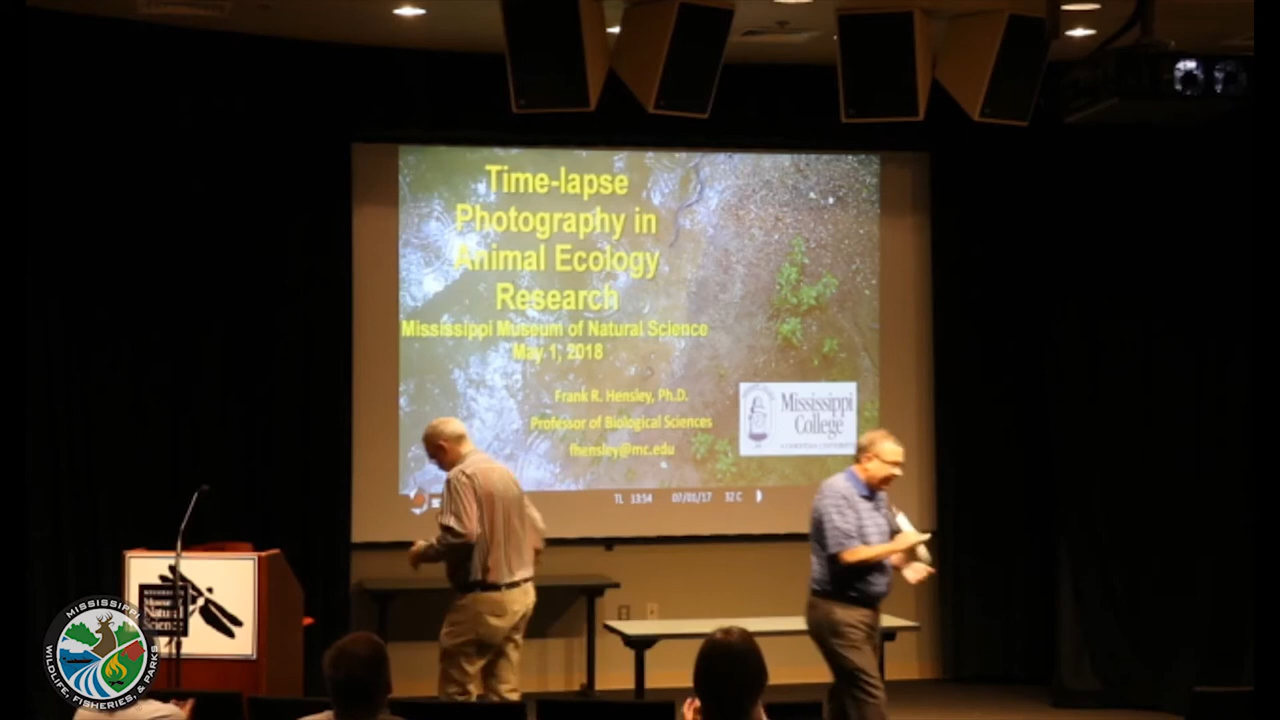 Time-lapse
Photography in
Animal Ecology
Research
Mississippi Museum of Natural Science
May 1, 2018
Frank R. Hensley, Ph.D.
Professor of Biological Sciences
fhensley@mc.edu
Mississippi
College
TL 13:54 07/01/17 32 C
Museum
of Natural
Science
MISSISSIPPI
WILDLIFE, FISHERIES, & PARKS